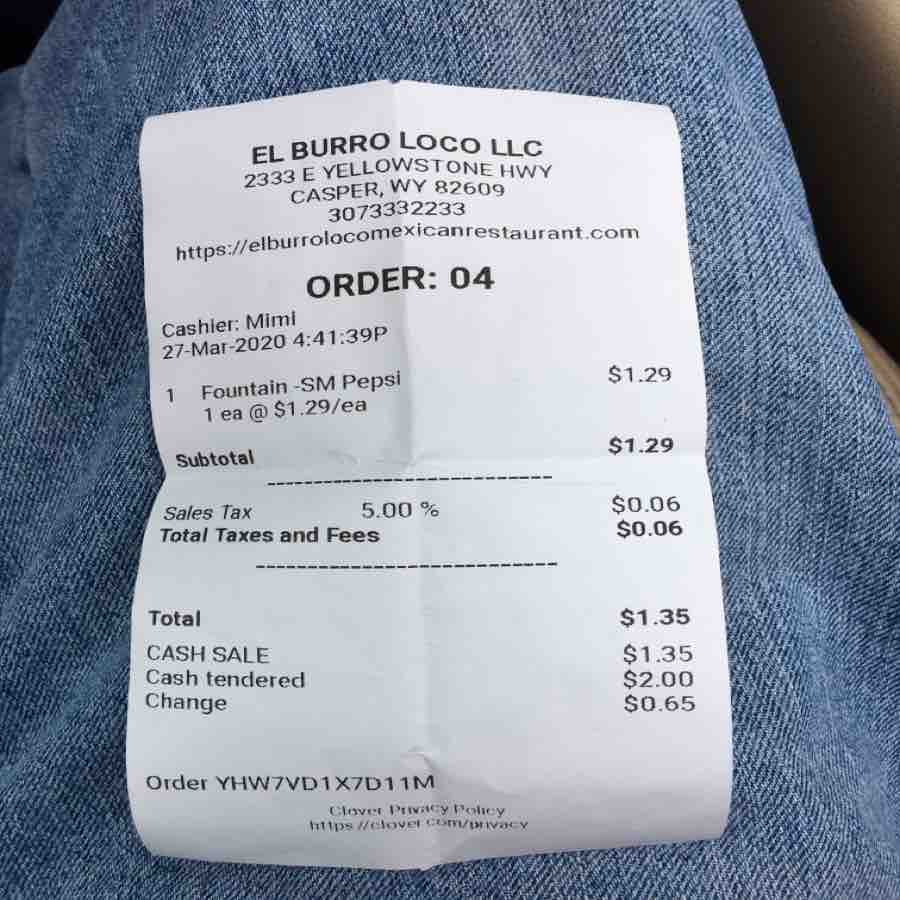 EL BURRO LOCO LLC
2333 E YELLOWSTONE HWY
CASPER, WY 82609
3073332233
https://elburrolocomexicanrestaurant.com
ORDER: 04
Cashier: Mimi
27-Mar-2020 4:41:39P
1 Fountain -SM Pepsi $1.29
1 ea @ $1.29/ea
Subtotal $1.29
------------------------------
Sales Tax 5.00 % $0.06
Total Taxes and Fees $0.06
------------------------------
Total $1.35
CASH SALE $1.35
Cash tendered $2.00
Change $0.65
Order YHW7VD1X7D11M
Clover Privacy Policy
https://clover.com/privacy